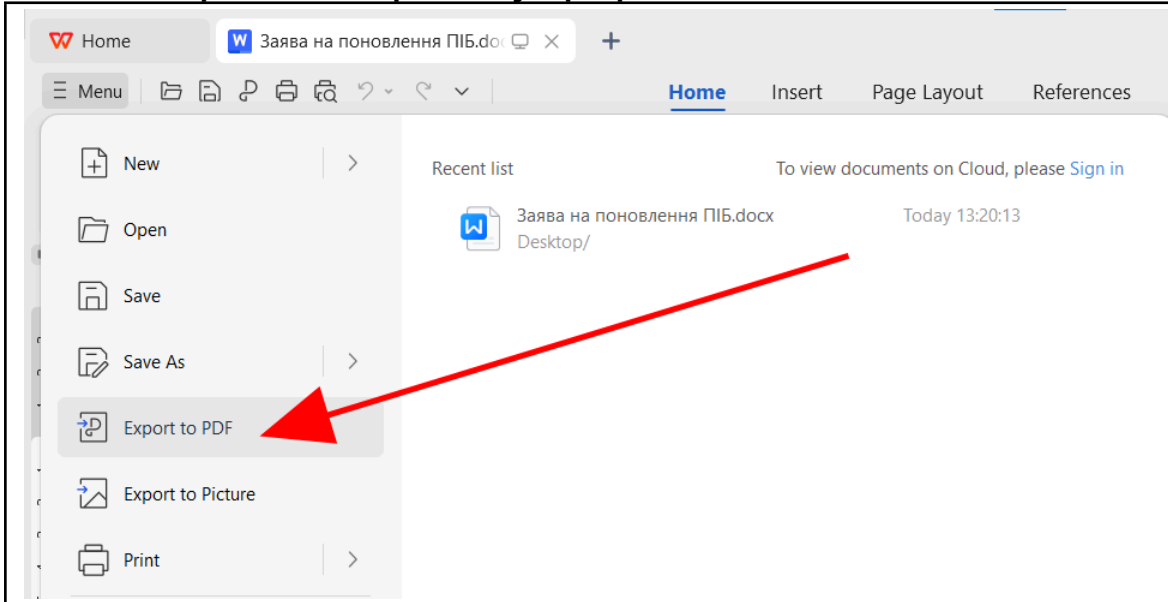 Home
Заява на поновлення ПІБ.do
Menu
Home Insert Page Layout References
New
Recent list
To view documents on Cloud, please Sign in
Заява на поновлення ПІБ.docx
Today 13:20:13
Desktop/
Open
Save
Save As
Export to PDF
Export to Picture
Print